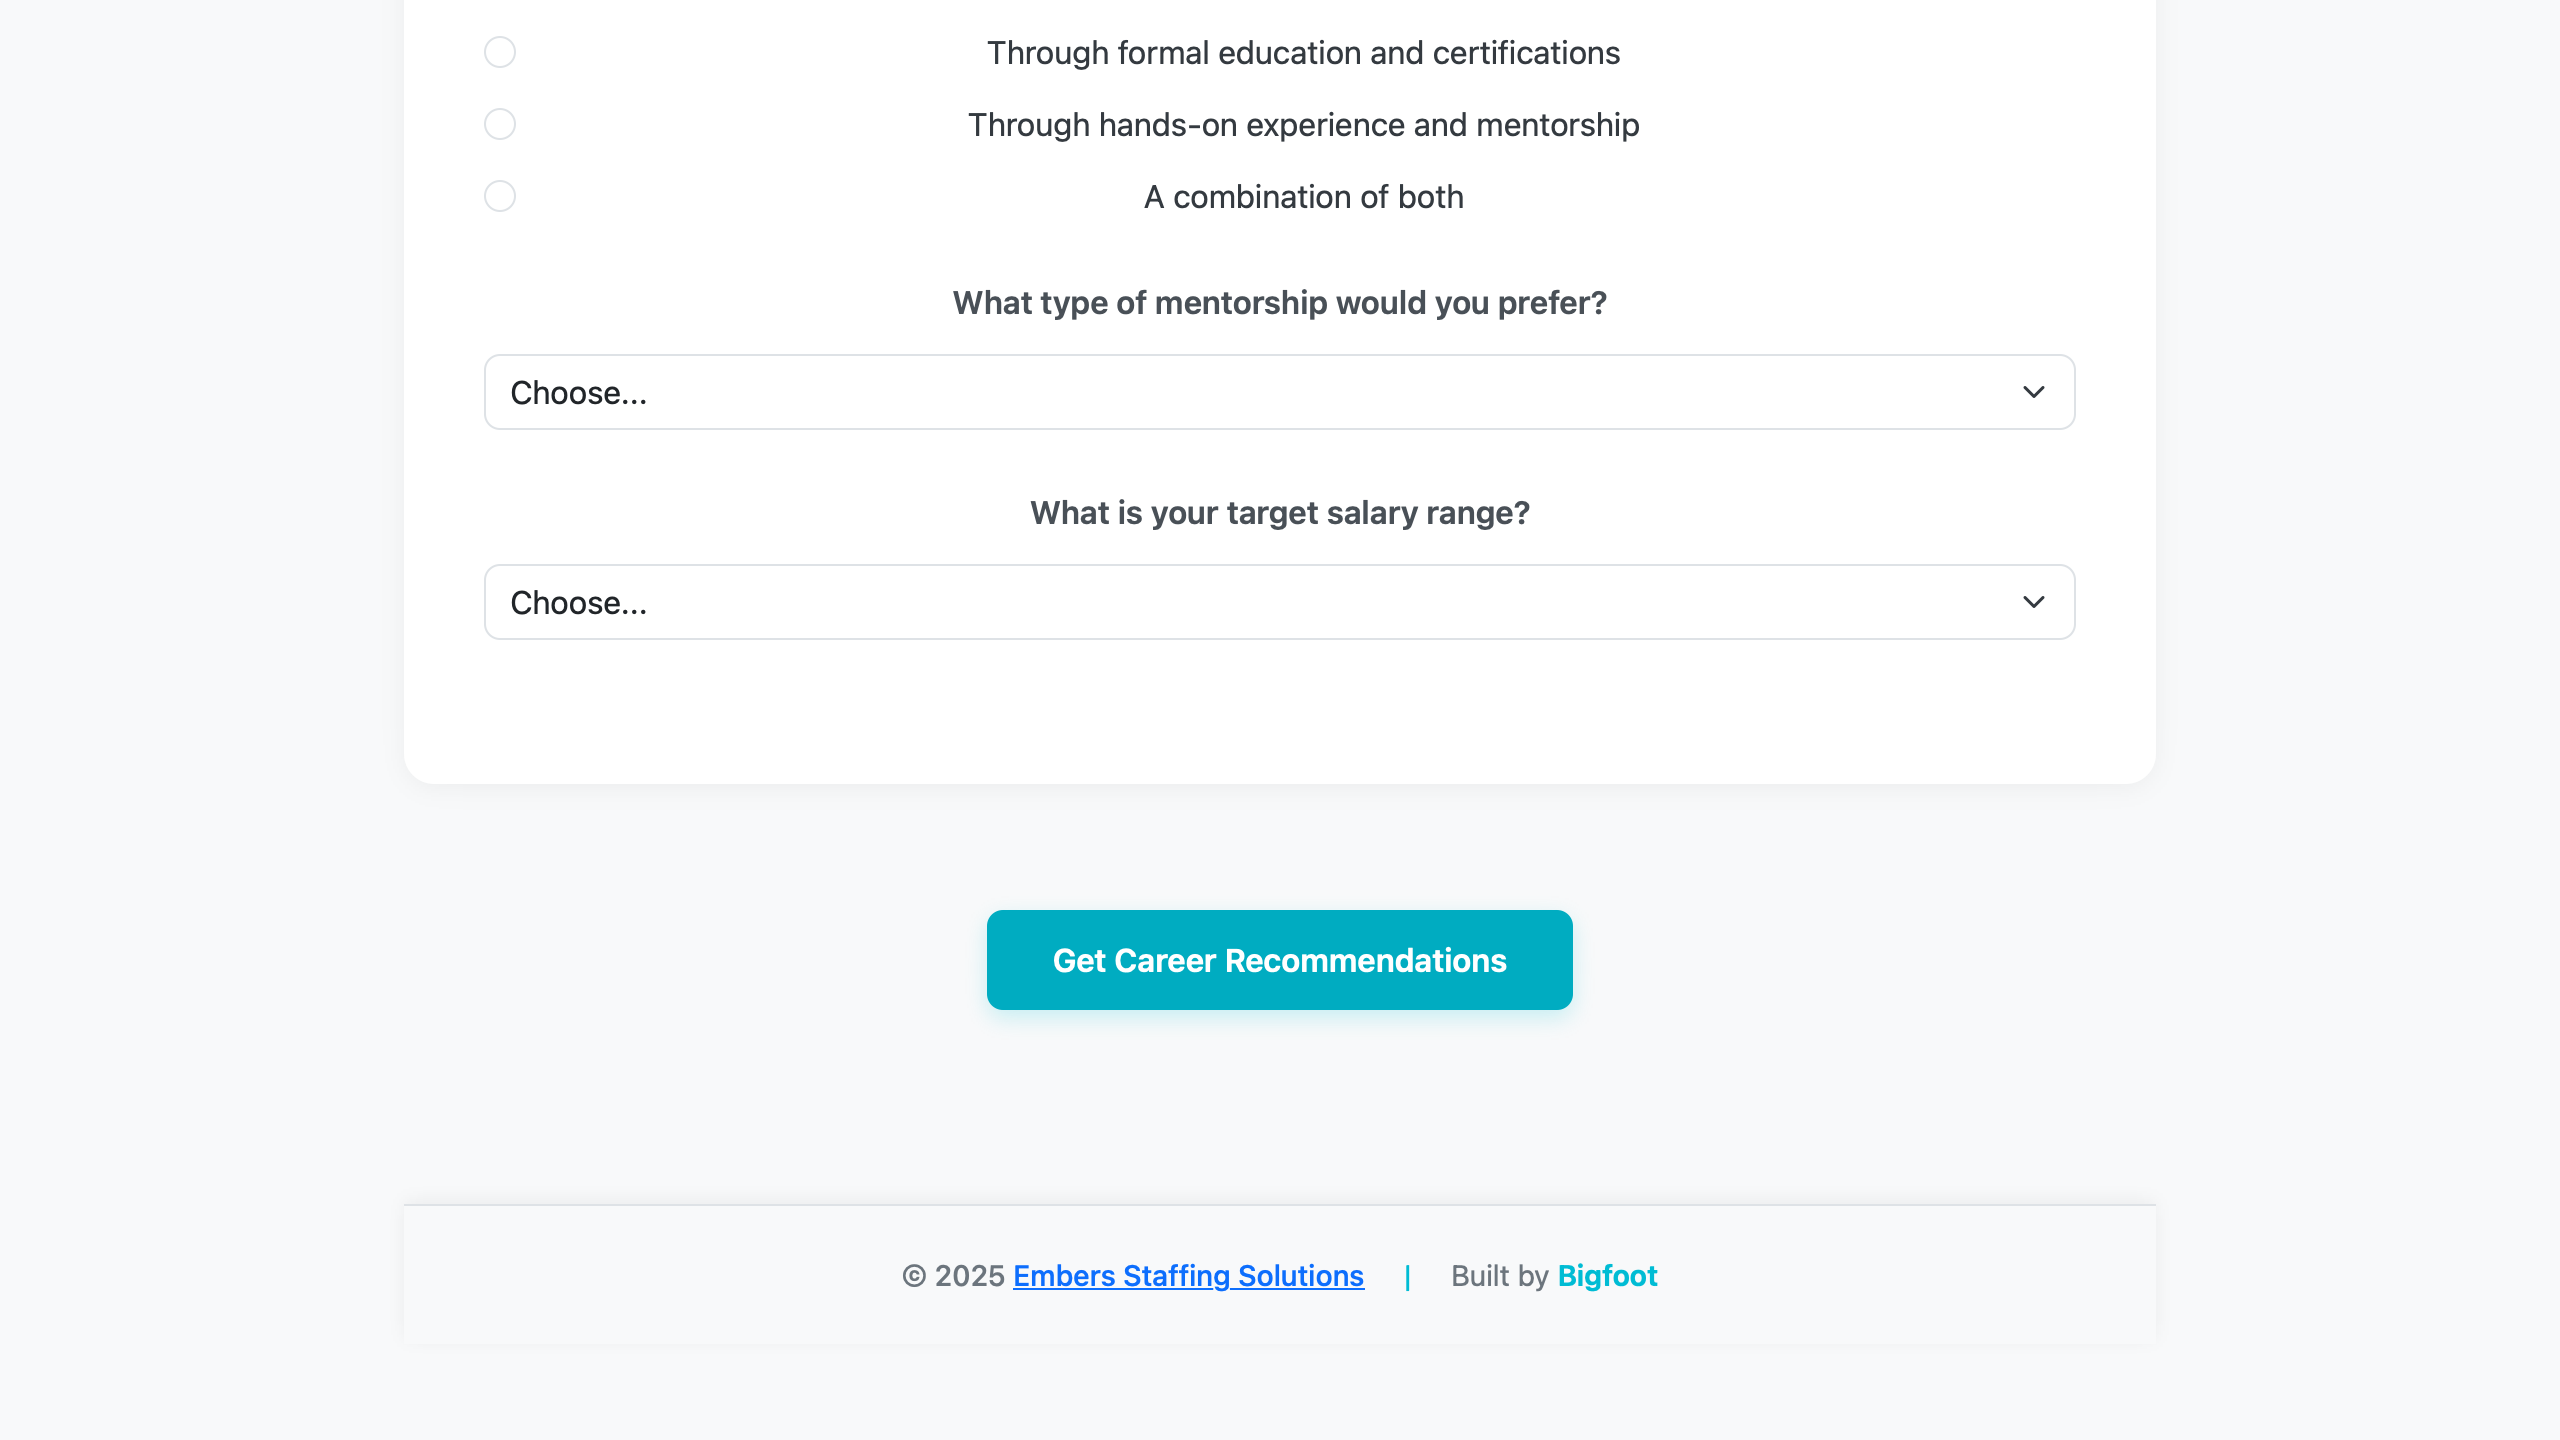 Through formal education and certifications
Through hands-on experience and mentorship
A combination of both
What type of mentorship would you prefer?
Choose...
What is your target salary range?
Choose...
Get Career Recommendations
© 2025 Embers Staffing Solutions | Built by Bigfoot